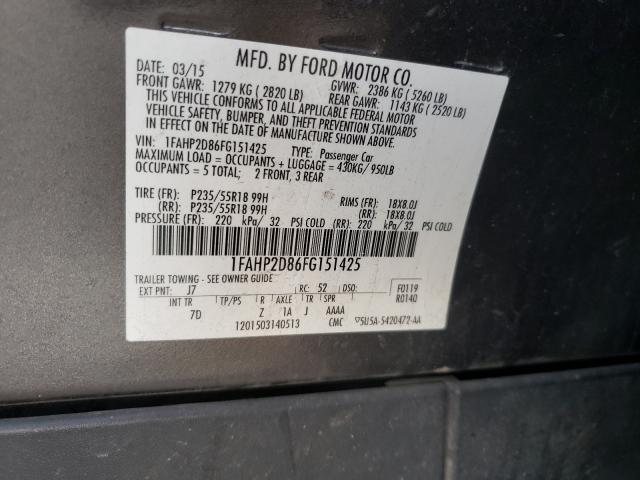 MFD. BY FORD MOTOR CO.
DATE: 03/15 GVWR: 2386 KG ( 5260 LB)
FRONT GAWR: 1279 KG ( 2820 LB) REAR GAWR: 1143 KG ( 2520 LB)
THIS VEHICLE CONFORMS TO ALL APPLICABLE FEDERAL MOTOR
VEHICLE SAFETY, BUMPER, AND THEFT PREVENTION STANDARDS
IN EFFECT ON THE DATE OF MANUFACTURE SHOWN ABOVE.
VIN: 1FAHP2D86FG151425 TYPE: Passenger Car
MAXIMUM LOAD = OCCUPANTS + LUGGAGE = 430KG/ 950LB
OCCUPANTS = 5 TOTAL; 2 FRONT, 3 REAR
TIRE (FR): P235/55R18 99H RIMS (FR): 18X8.0J
(RR): P235/55R18 99H (RR): 18X8.0J
PRESSURE (FR): 220 kPa/ 32 PSI COLD (RR): 220 kPa/ 32 PSI COLD
1FAHP2D86FG151425
TRAILER TOWING - SEE OWNER GUIDE
EXT PNT: J7 RC: 52 DSO: F0119
INT TR TP/PS R AXLE TR SPR R0140
7D Z 1A J AAAA
1201503140513 CMC 5U5A-5420472-AA